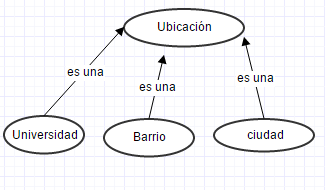 Ubicación
es una
es una
es una
Universidad
Barrio
ciudad